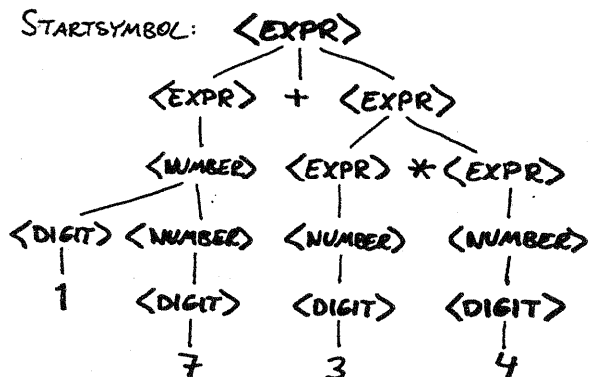 STARTSYMBOL: <EXPR>
<EXPR> + <EXPR>
<NUMBER> <EXPR> * <EXPR>
<DIGIT> <NUMBER> <NUMBER> <NUMBER>
1 <DIGIT> <DIGIT> <DIGIT>
7 3 4